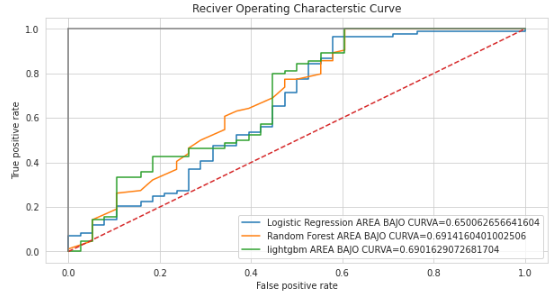 Reciver Operating Characterstic Curve
True positive rate
1.0
0.8
0.6
0.4
0.2
0.0
Logistic Regression AREA BAJO CURVA=0.650062656641604
Random Forest AREA BAJO CURVA=0.6914160401002506
lightgbm AREA BAJO CURVA=0.6901629072681704
0.0 0.2 0.4 0.6 0.8 1.0
False positive rate